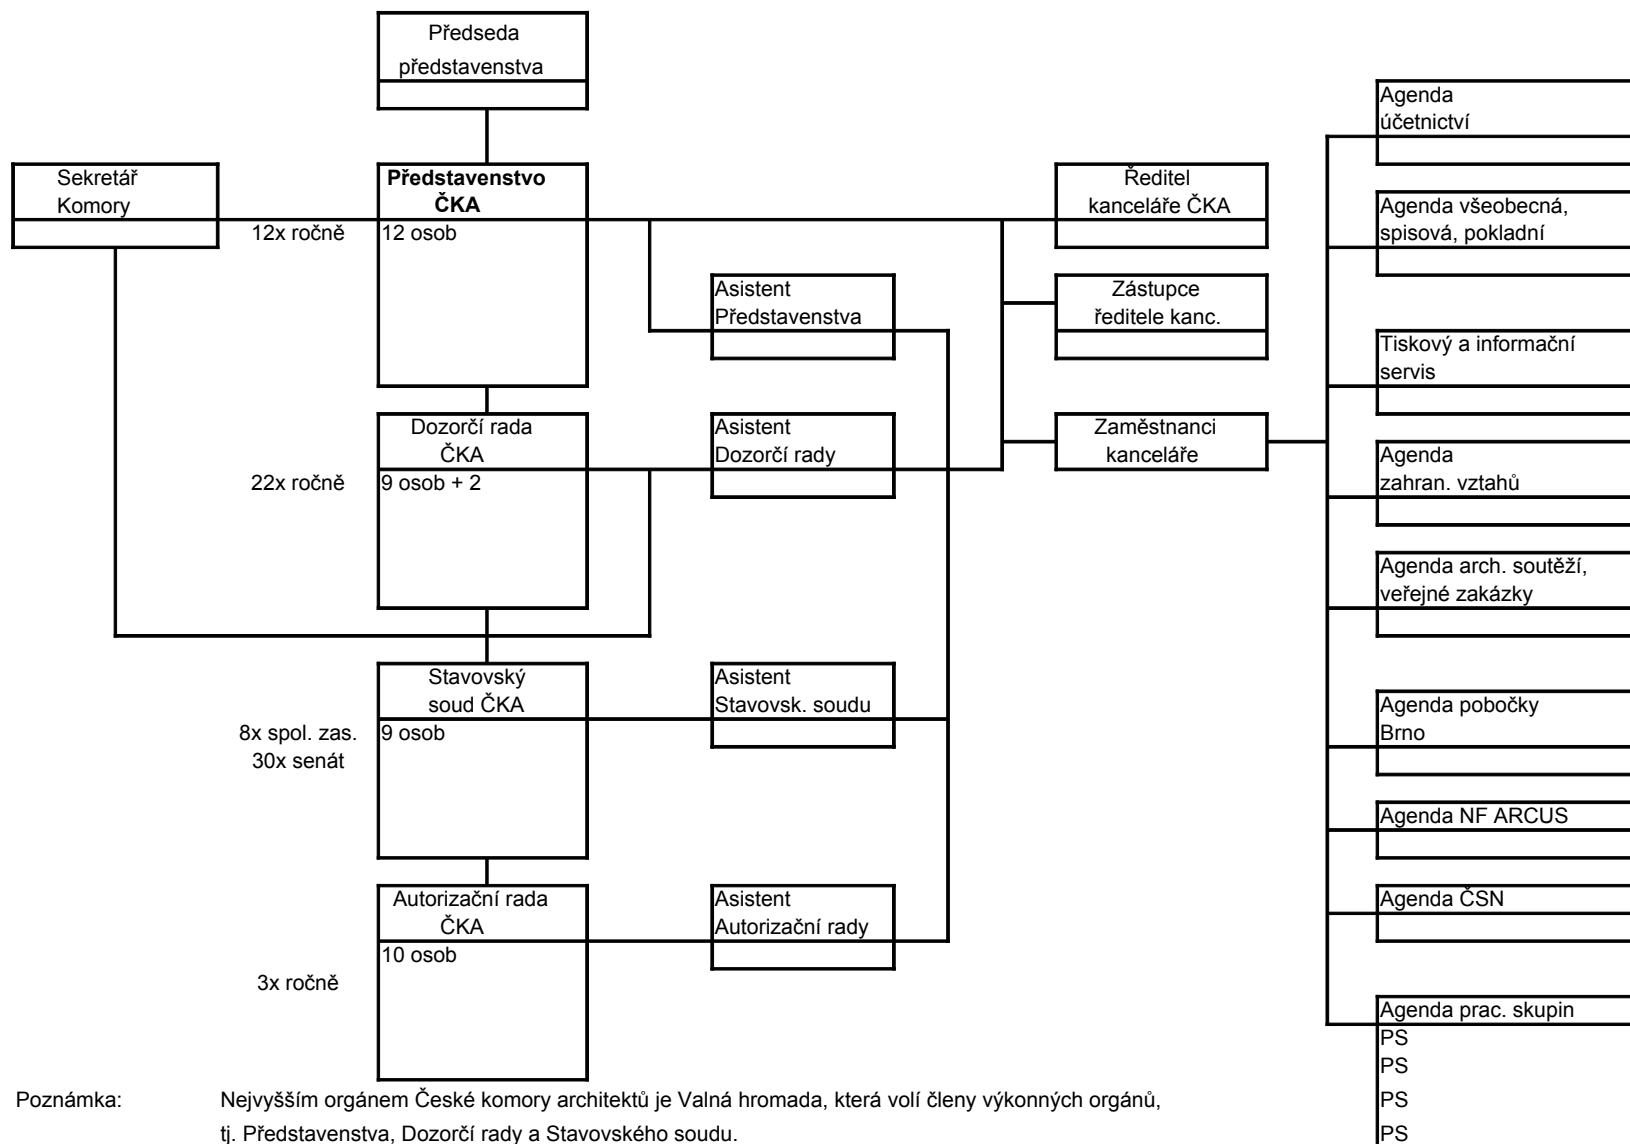 Předseda
představenstva
Sekretář
Komory
Představenstvo
ČKA
12x ročně
12 osob
Asistent
Představenstva
Dozorčí rada
ČKA
22x ročně
9 osob + 2
Asistent
Dozorčí rady
Stavovský
soud ČKA
8x spol. zas.
30x senát
9 osob
Asistent
Stavovsk. soudu
Autorizační rada
ČKA
10 osob
3x ročně
Asistent
Autorizační rady
Ředitel
kanceláře ČKA
Zástupce
ředitele kanc.
Zaměstnanci
kanceláře
Agenda
účetnictví
Agenda všeobecná,
spisová, pokladní
Tiskový a informační
servis
Agenda
zahran. vztahů
Agenda arch. soutěží,
veřejné zakázky
Agenda pobočky
Brno
Agenda NF ARCUS
Agenda ČSN
Agenda prac. skupin
PS
PS
PS
PS
Poznámka:
Nejvyšším orgánem České komory architektů je Valná hromada, která volí členy výkonných orgánů,
tj. Představenstva, Dozorčí rady a Stavovského soudu.